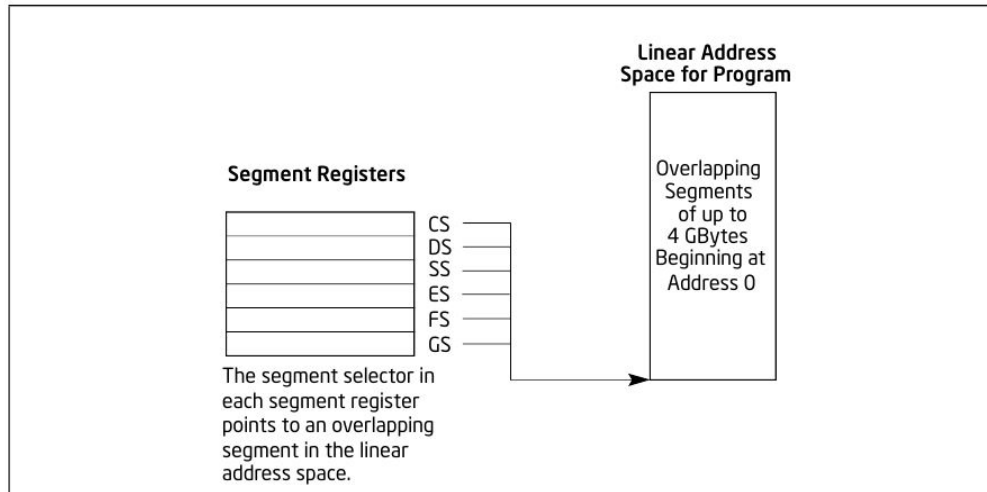 Linear Address
Space for Program
Overlapping
Segments
of up to
4 GBytes
Beginning at
Address 0
Segment Registers
CS
DS
SS
ES
FS
GS
The segment selector in
each segment register
points to an overlapping
segment in the linear
address space.